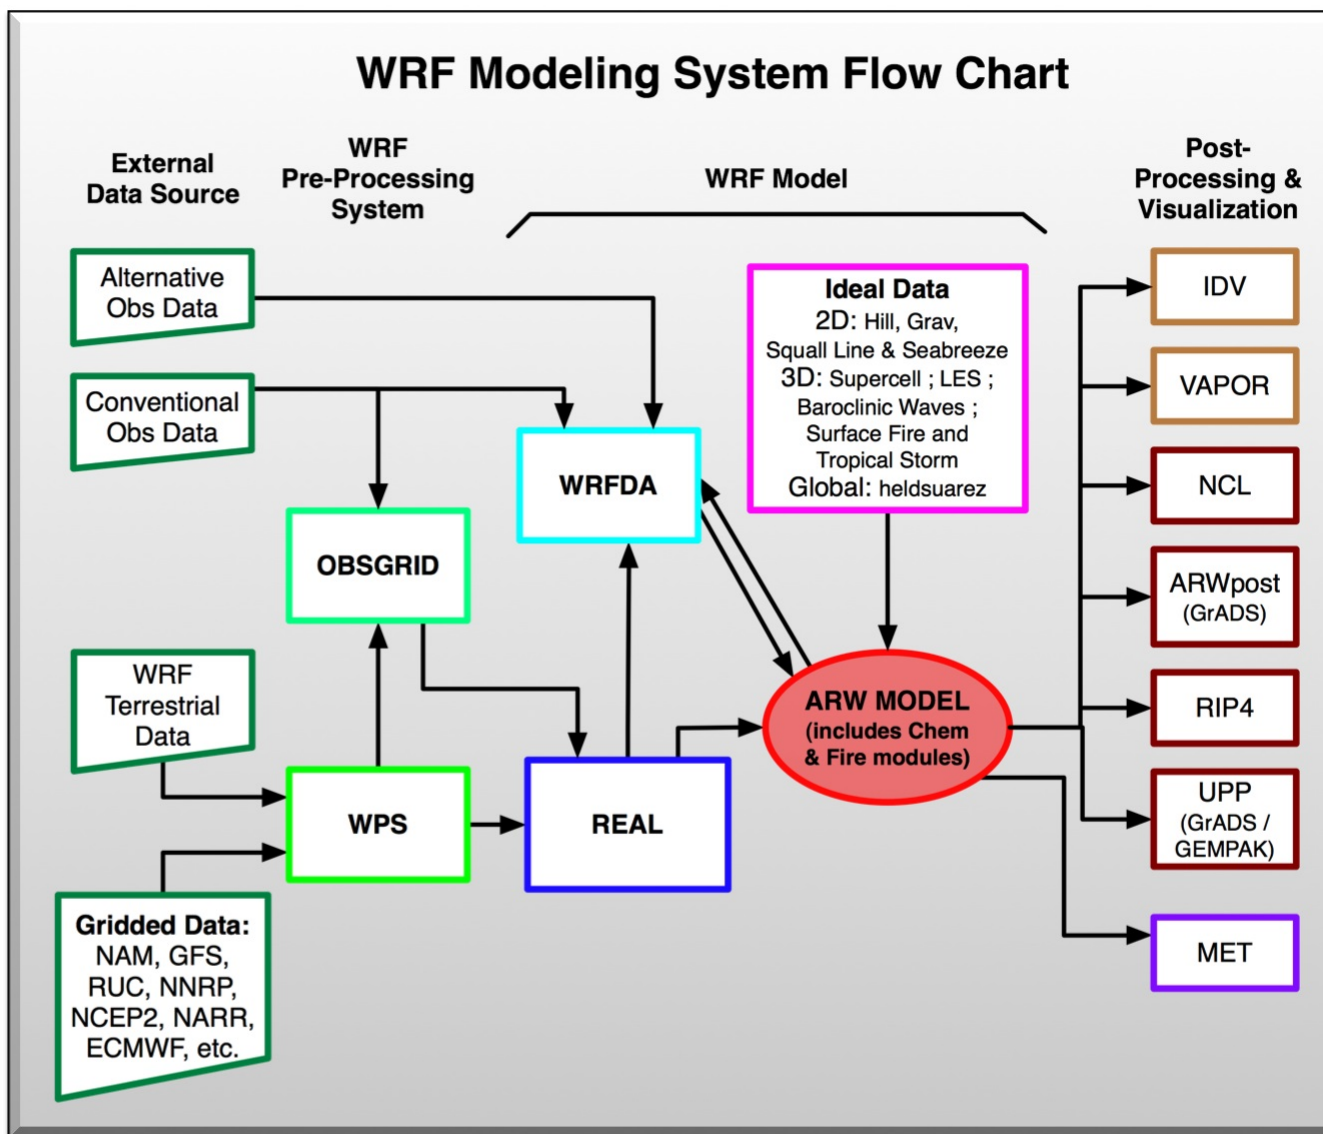 WRF Modeling System Flow Chart
External
Data Source
WRF
Pre-Processing
System
WRF Model
Post-
Processing &
Visualization
Alternative
Obs Data
Conventional
Obs Data
WRF
Terrestrial
Data
Gridded Data:
NAM, GFS,
RUC, NNRP,
NCEP2, NARR,
ECMWF, etc.
OBSGRID
WPS
WRFDA
REAL
Ideal Data
2D: Hill, Grav,
Squall Line & Seabreeze
3D: Supercell ; LES ;
Baroclinic Waves ;
Surface Fire and
Tropical Storm
Global: heldsuarez
ARW MODEL
(includes Chem
& Fire modules)
IDV
VAPOR
NCL
ARWpost
(GrADS)
RIP4
UPP
(GrADS /
GEMPAK)
MET